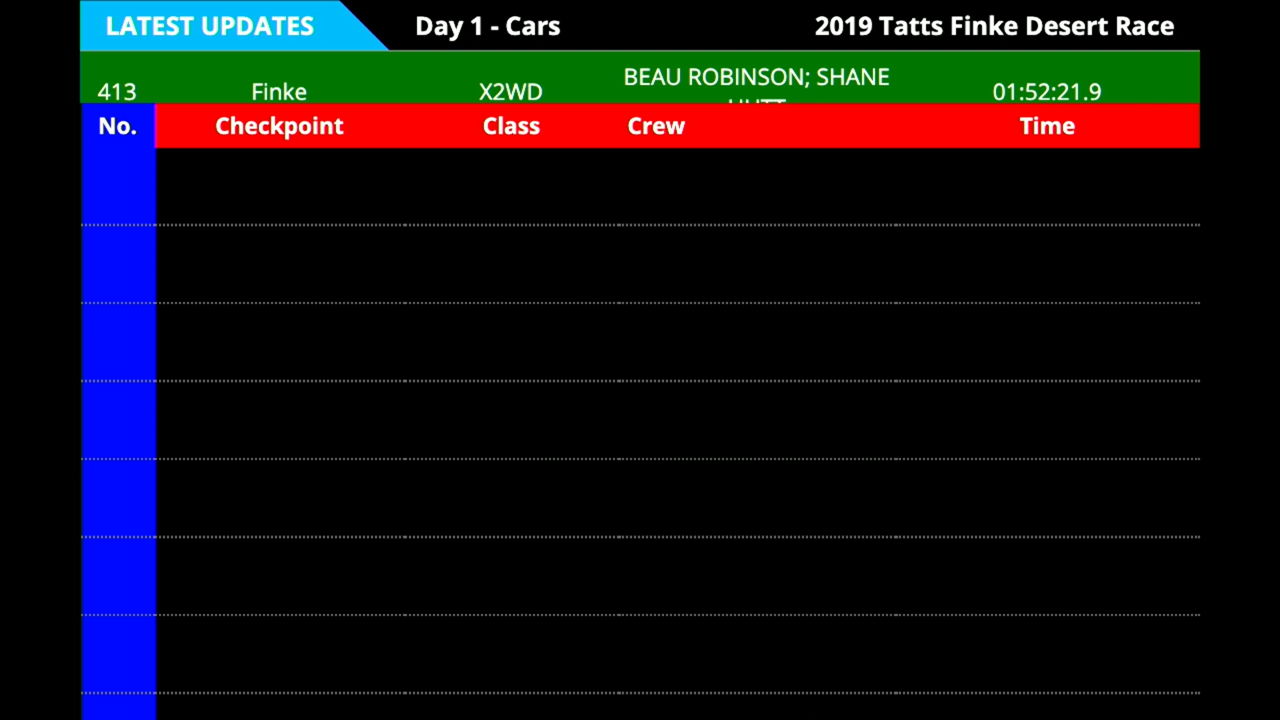 LATEST UPDATES Day 1 - Cars 2019 Tatts Finke Desert Race
413 Finke X2WD BEAU ROBINSON; SHANE 01:52:21.9
No. Checkpoint Class Crew Time